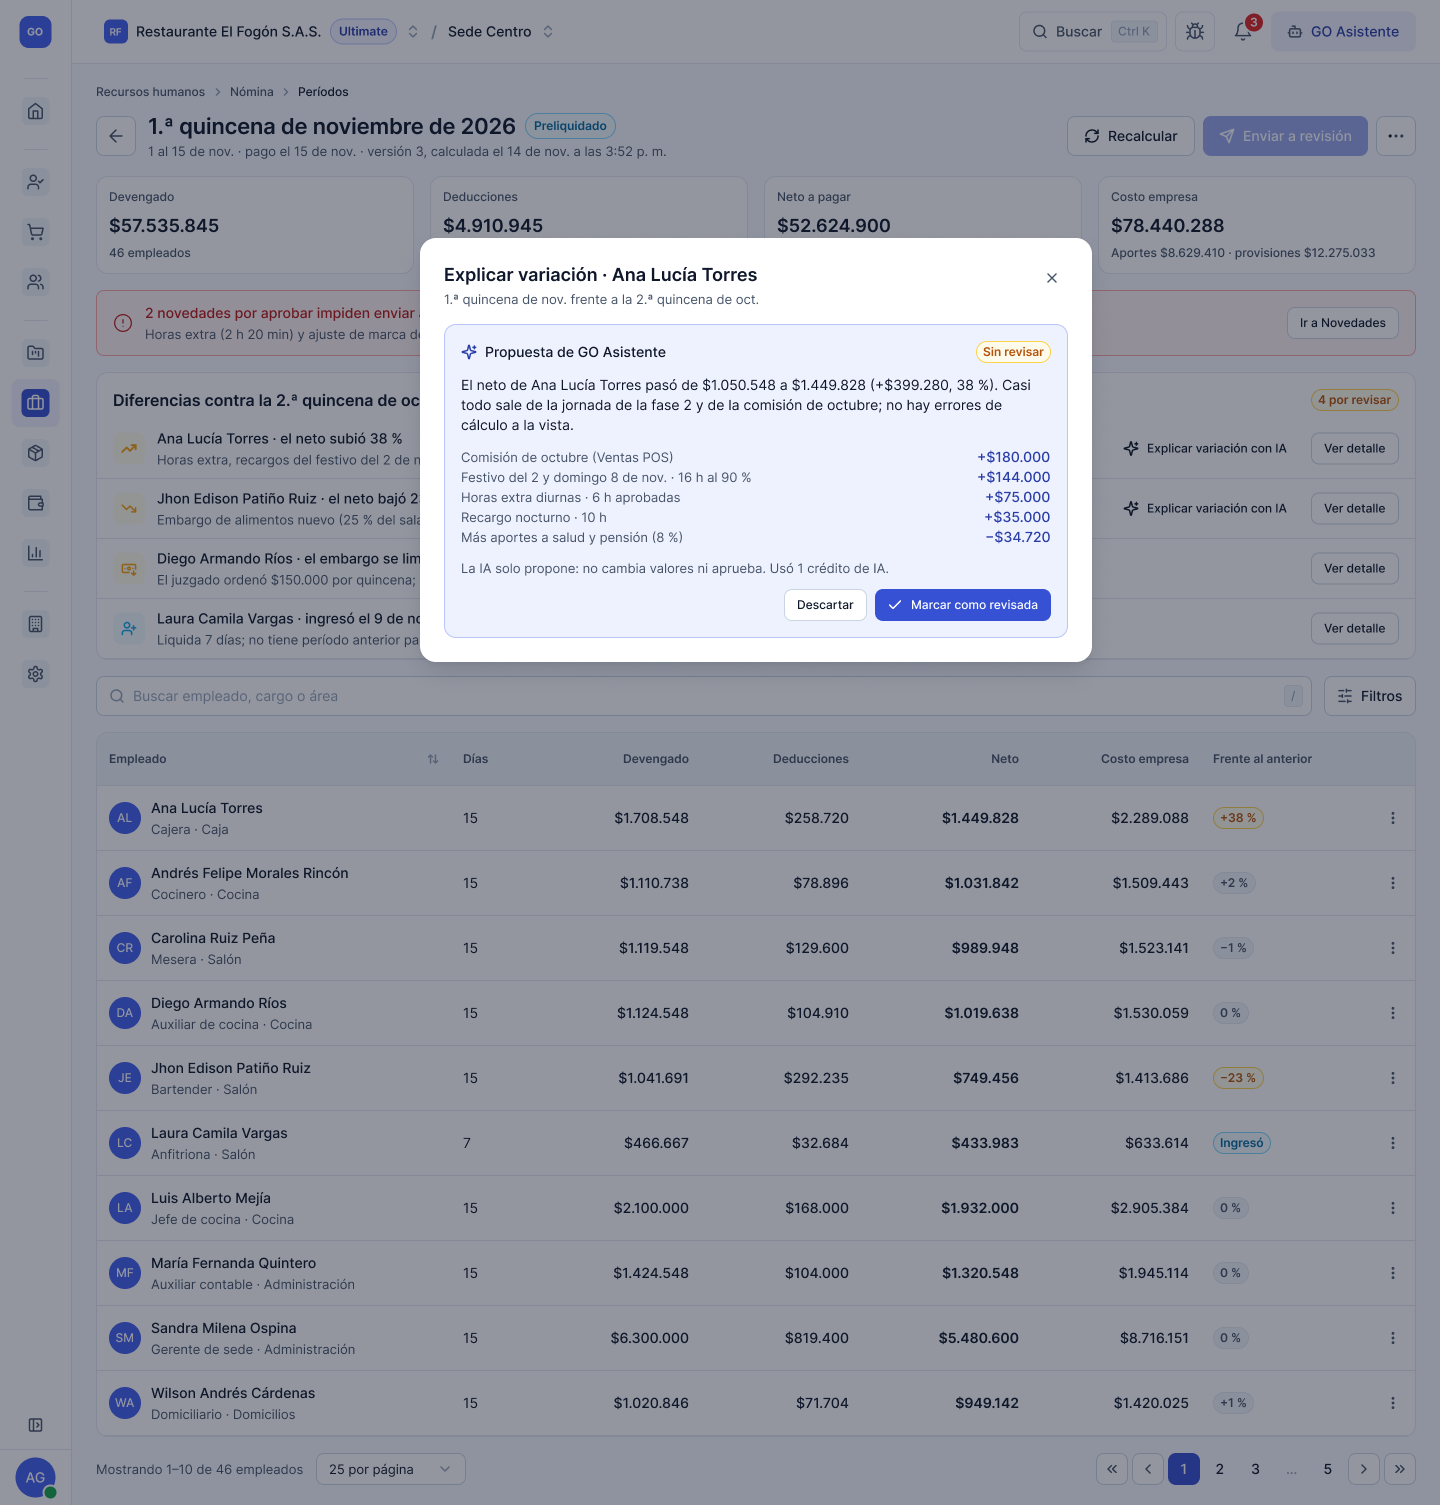 GO
RF Restaurante El Fogón S.A.S. Ultimate / Sede Centro
Buscar Ctrl K
3
GO Asistente
Recursos humanos > Nómina > Períodos
1.ª quincena de noviembre de 2026 Preliquidado
1 al 15 de nov. · pago el 15 de nov. · versión 3, calculada el 14 de nov. a las 3:52 p. m.
Recalcular
Enviar a revisión
Devengado
$57.535.845
46 empleados
Deducciones
$4.910.945
Neto a pagar
$52.624.900
Costo empresa
$78.440.288
Aportes $8.629.410 · provisiones $12.275.033
2 novedades por aprobar impiden enviar
Horas extra (2 h 20 min) y ajuste de marca
Ir a Novedades
Explicar variación · Ana Lucía Torres
1.ª quincena de nov. frente a la 2.ª quincena de oct.
Propuesta de GO Asistente
Sin revisar
El neto de Ana Lucía Torres pasó de $1.050.548 a $1.449.828 (+$399.280, 38 %). Casi
todo sale de la jornada de la fase 2 y de la comisión de octubre; no hay errores de
cálculo a la vista.
Comisión de octubre (Ventas POS) +$180.000
Festivo del 2 y domingo 8 de nov. · 16 h al 90 % +$144.000
Horas extra diurnas · 6 h aprobadas +$75.000
Recargo nocturno · 10 h +$35.000
Más aportes a salud y pensión (8 %) −$34.720
La IA solo propone: no cambia valores ni aprueba. Usó 1 crédito de IA.
Descartar
Marcar como revisada
Diferencias contra la 2.ª quincena de oc
4 por revisar
Ana Lucía Torres · el neto subió 38 %
Horas extra, recargos del festivo del 2 de n
Explicar variación con IA
Ver detalle
Jhon Edison Patiño Ruiz · el neto bajó 2
Embargo de alimentos nuevo (25 % del sala
Explicar variación con IA
Ver detalle
Diego Armando Ríos · el embargo se lim
El juzgado ordenó $150.000 por quincena;
Ver detalle
Laura Camila Vargas · ingresó el 9 de no
Liquida 7 días; no tiene período anterior pa
Ver detalle
Buscar empleado, cargo o área /
Filtros
Empleado Días Devengado Deducciones Neto Costo empresa Frente al anterior
AL Ana Lucía Torres 15 $1.708.548 $258.720 $1.449.828 $2.289.088 +38 %
Cajera · Caja
AF Andrés Felipe Morales Rincón 15 $1.110.738 $78.896 $1.031.842 $1.509.443 +2 %
Cocinero · Cocina
CR Carolina Ruiz Peña 15 $1.119.548 $129.600 $989.948 $1.523.141 −1 %
Mesera · Salón
DA Diego Armando Ríos 15 $1.124.548 $104.910 $1.019.638 $1.530.059 0 %
Auxiliar de cocina · Cocina
JE Jhon Edison Patiño Ruiz 15 $1.041.691 $292.235 $749.456 $1.413.686 −23 %
Bartender · Salón
LC Laura Camila Vargas 7 $466.667 $32.684 $433.983 $633.614 Ingresó
Anfitriona · Salón
LA Luis Alberto Mejía 15 $2.100.000 $168.000 $1.932.000 $2.905.384 0 %
Jefe de cocina · Cocina
MF María Fernanda Quintero 15 $1.424.548 $104.000 $1.320.548 $1.945.114 0 %
Auxiliar contable · Administración
SM Sandra Milena Ospina 15 $6.300.000 $819.400 $5.480.600 $8.716.151 0 %
Gerente de sede · Administración
WA Wilson Andrés Cárdenas 15 $1.020.846 $71.704 $949.142 $1.420.025 +1 %
Domiciliario · Domicilios
AG
Mostrando 1–10 de 46 empleados
25 por página
1 2 3 ... 5